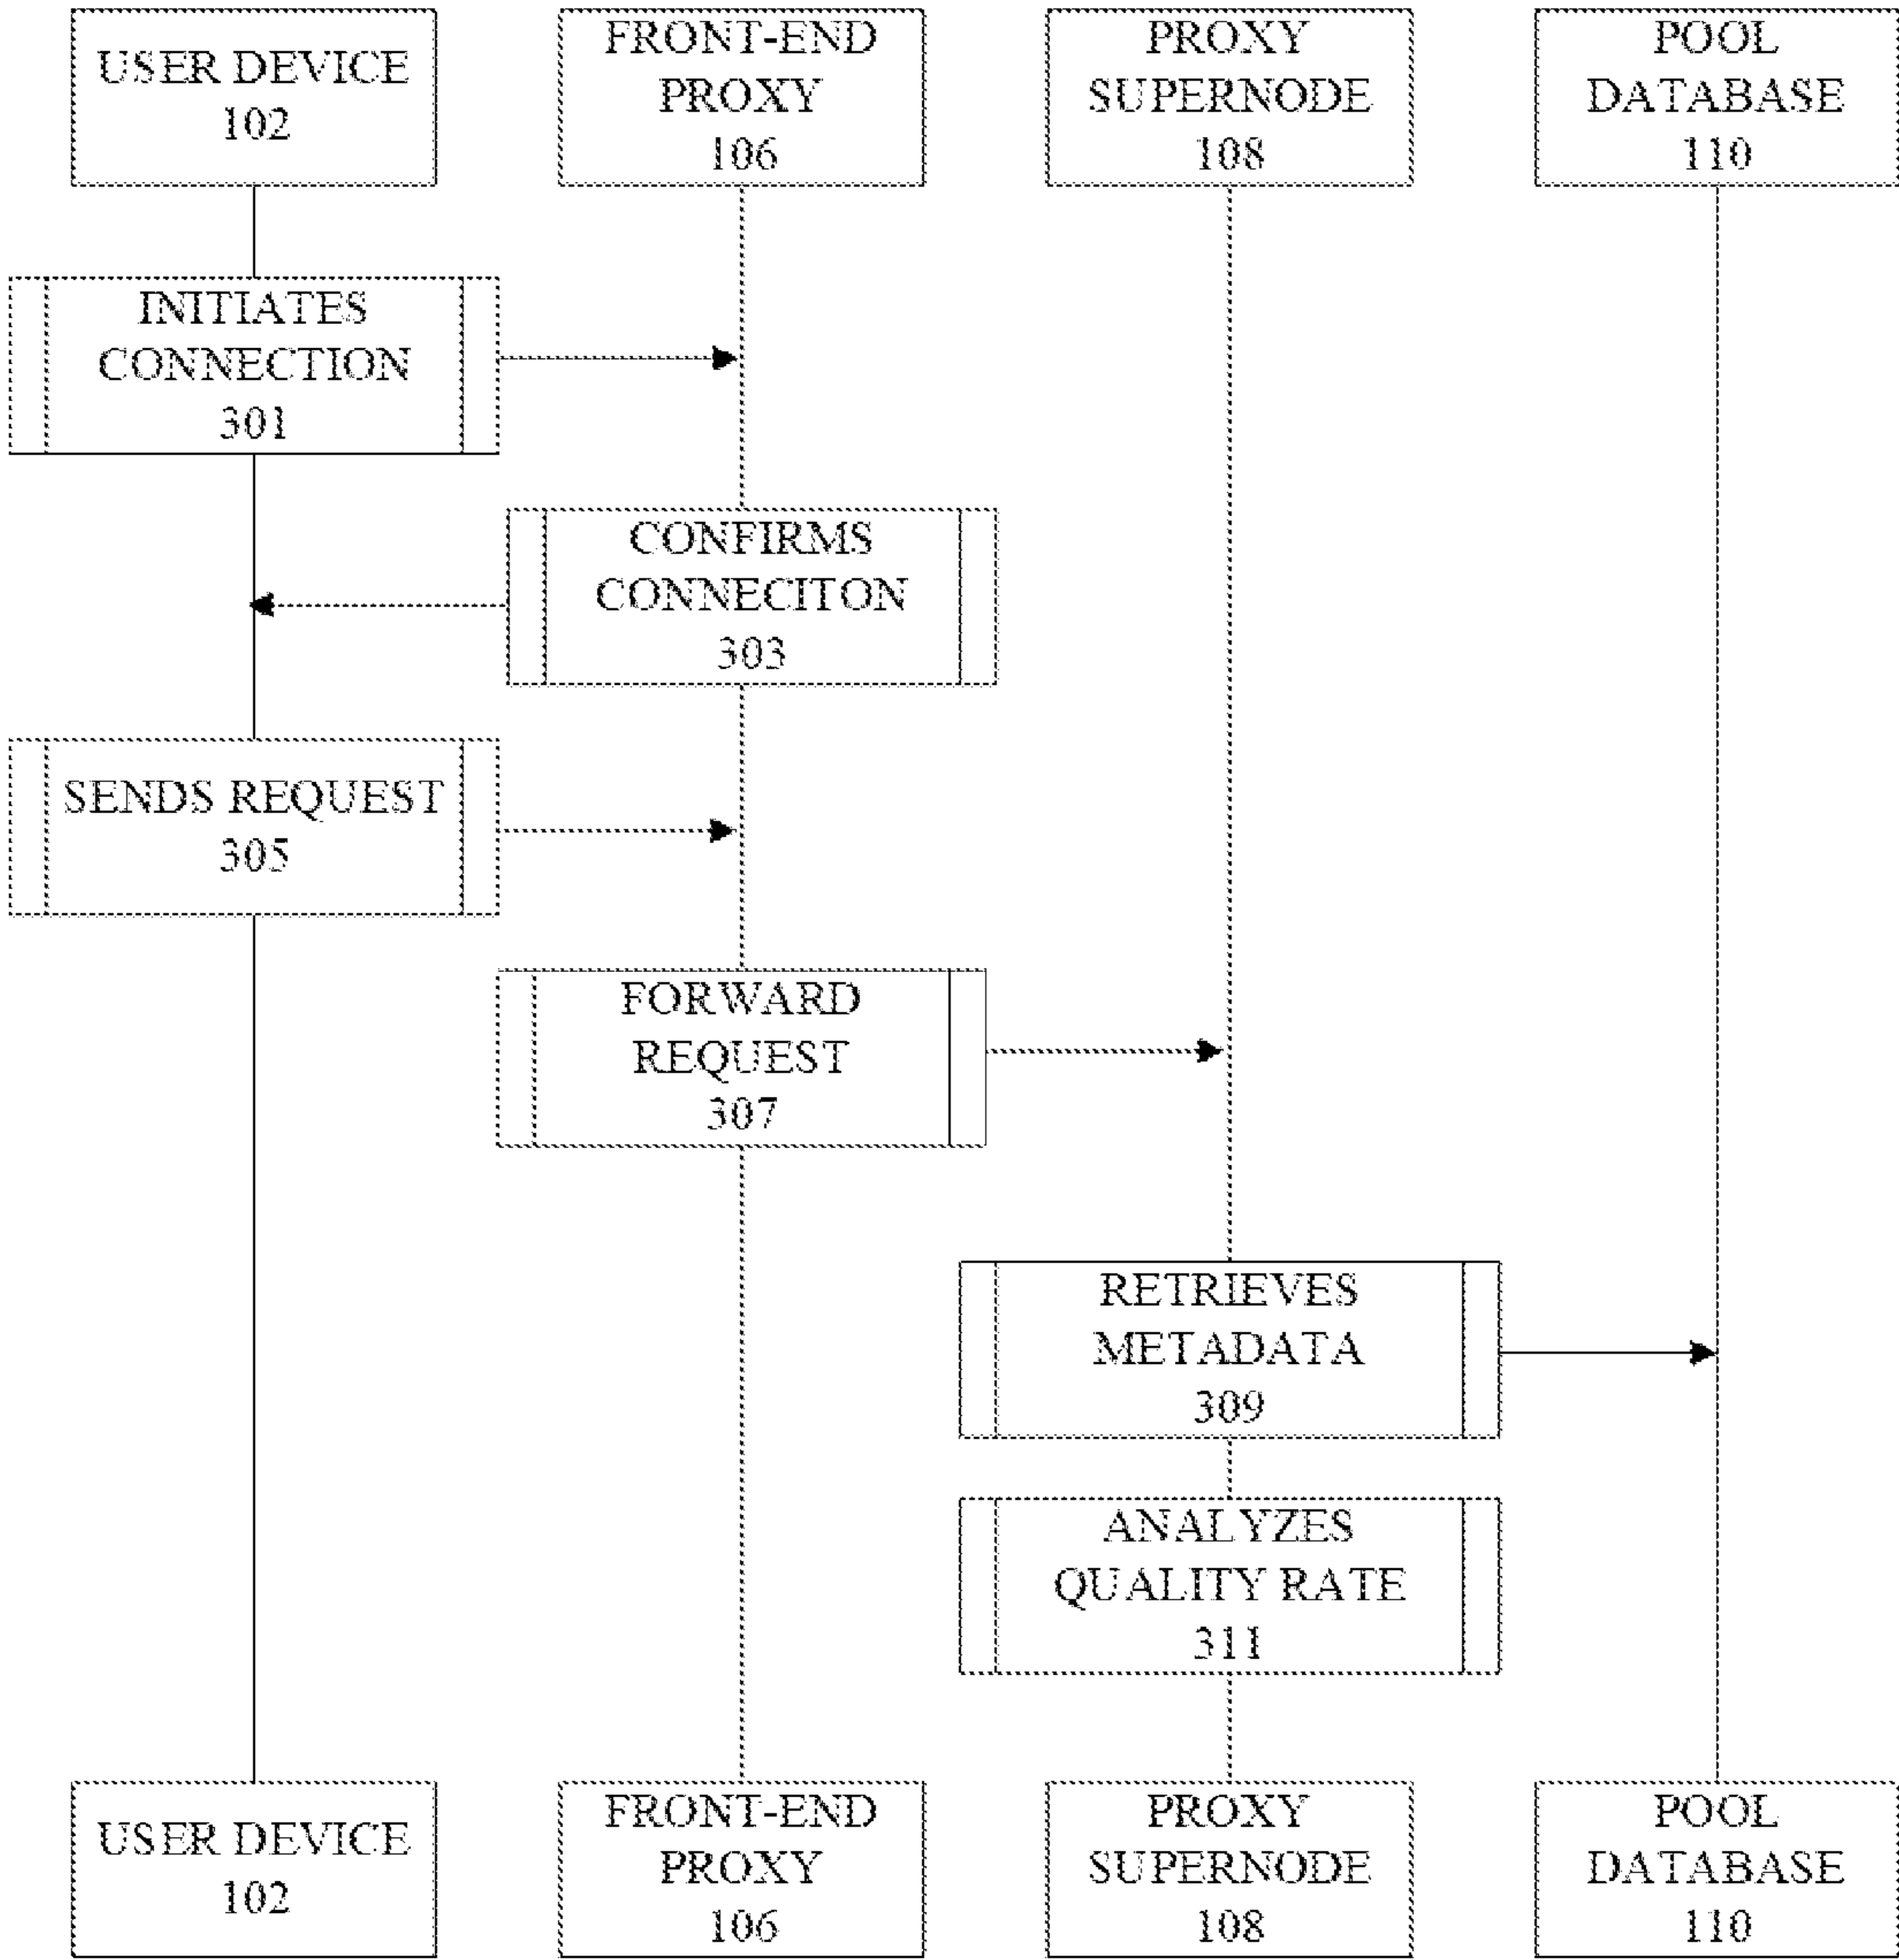 USER DEVICE
102
FRONT-END
PROXY
106
PROXY
SUPERNODE
108
POOL
DATABASE
110
INITIATES
CONNECTION
301
CONFIRMS
CONNECITON
303
SENDS REQUEST
305
FORWARD
REQUEST
307
RETRIEVES
METADATA
309
ANALYZES
QUALITY RATE
311
USER DEVICE
102
FRONT-END
PROXY
106
PROXY
SUPERNODE
108
POOL
DATABASE
110